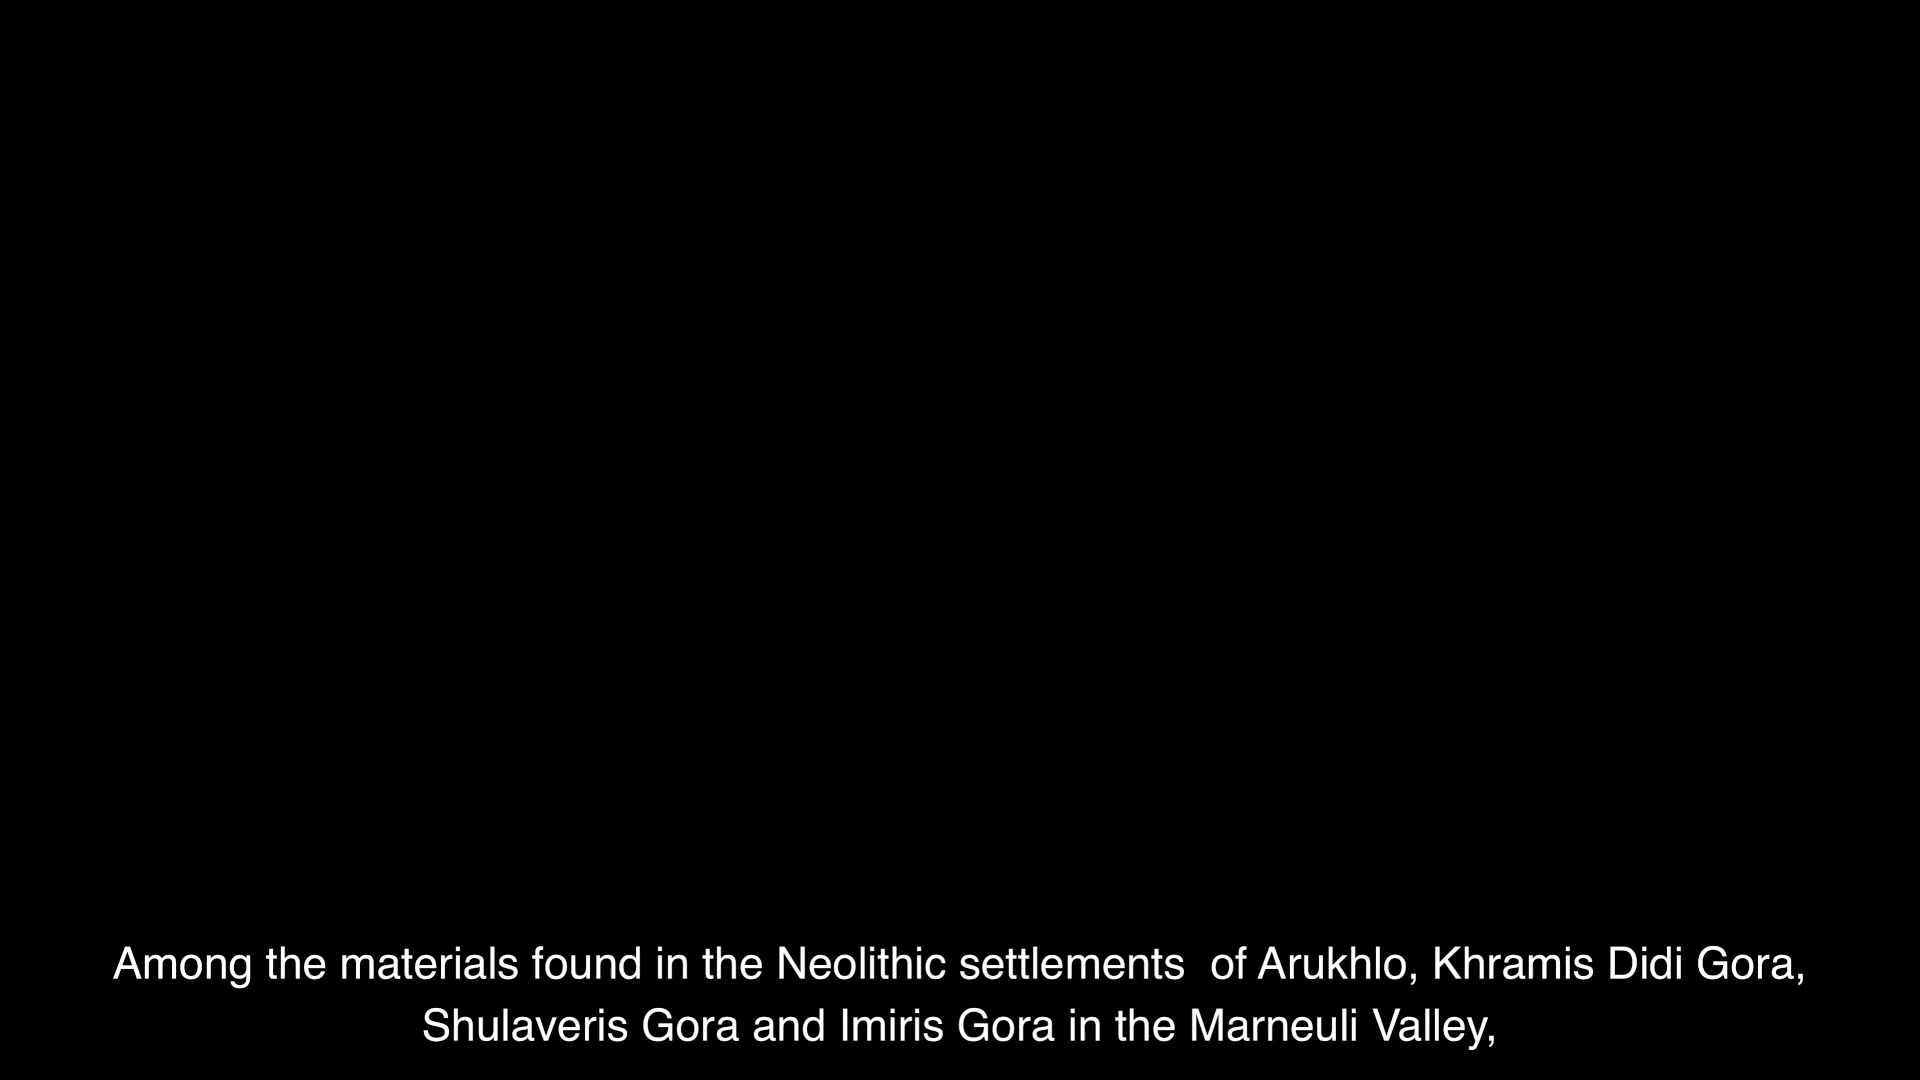 Among the materials found in the Neolithic settlements  of Arukhlo, Khramis Didi Gora,
Shulaveris Gora and Imiris Gora in the Marneuli Valley,